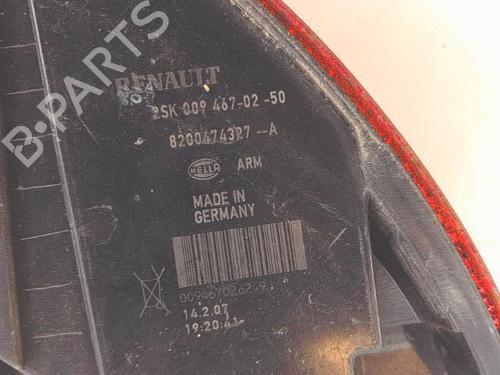 RENAULT
2SK 009 467-02 -50
8200474327 --A
HELLA ARM
MADE IN
GERMANY
14.2.07
19:20:41
B-PARTS